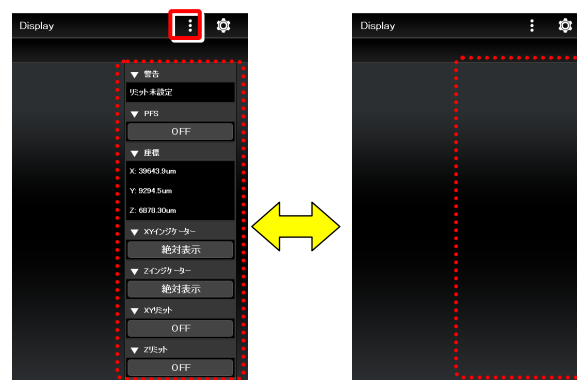 Display
▼ 警告
リミット未設定
▼ PFS
OFF
▼ 座標
X: 39643.9um
Y: 9294.5um
Z: 6878.30um
▼ XYインジケーター
絶対表示
▼ Zインジケーター
絶対表示
▼ XYリミット
OFF
▼ Zリミット
OFF
Display